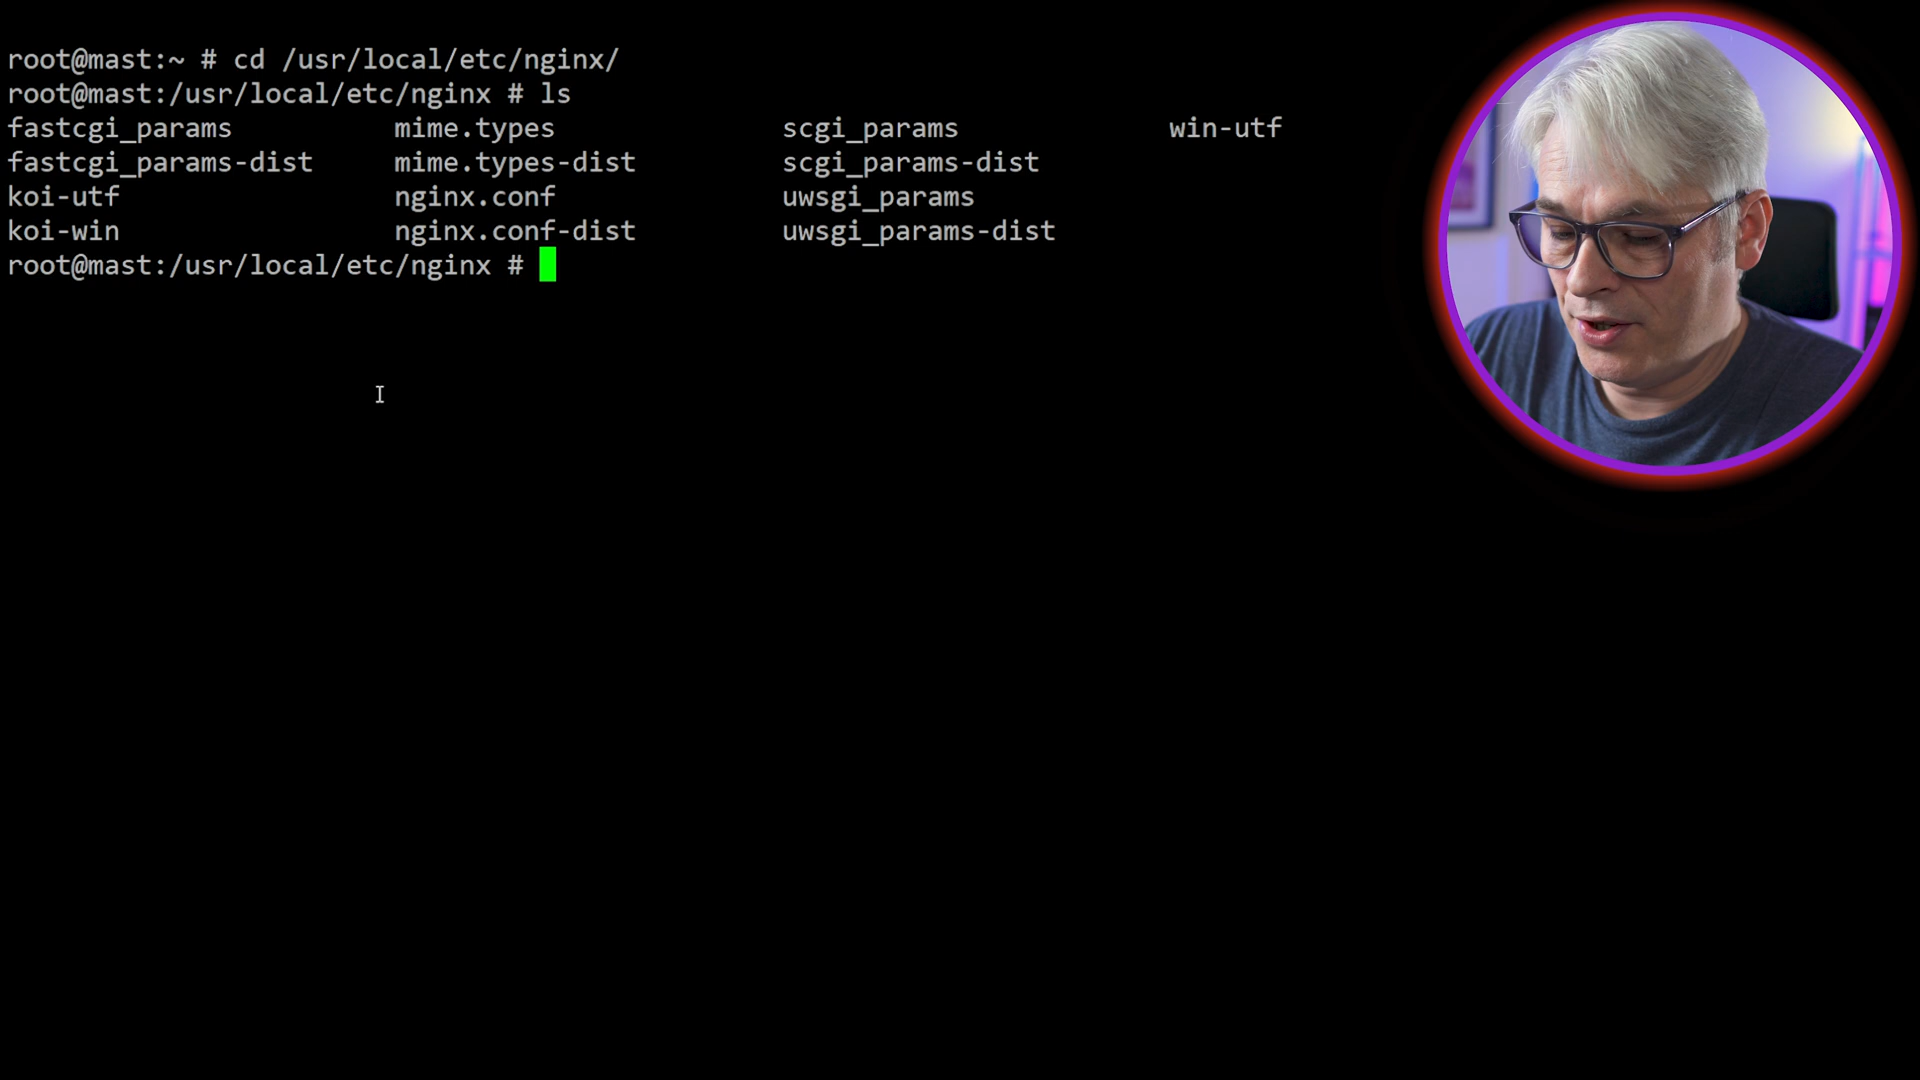 root@mast:~ # cd /usr/local/etc/nginx/
root@mast:/usr/local/etc/nginx # ls
fastcgi_params mime.types scgi_params win-utf
fastcgi_params-dist mime.types-dist scgi_params-dist
koi-utf nginx.conf uwsgi_params
koi-win nginx.conf-dist uwsgi_params-dist
root@mast:/usr/local/etc/nginx #